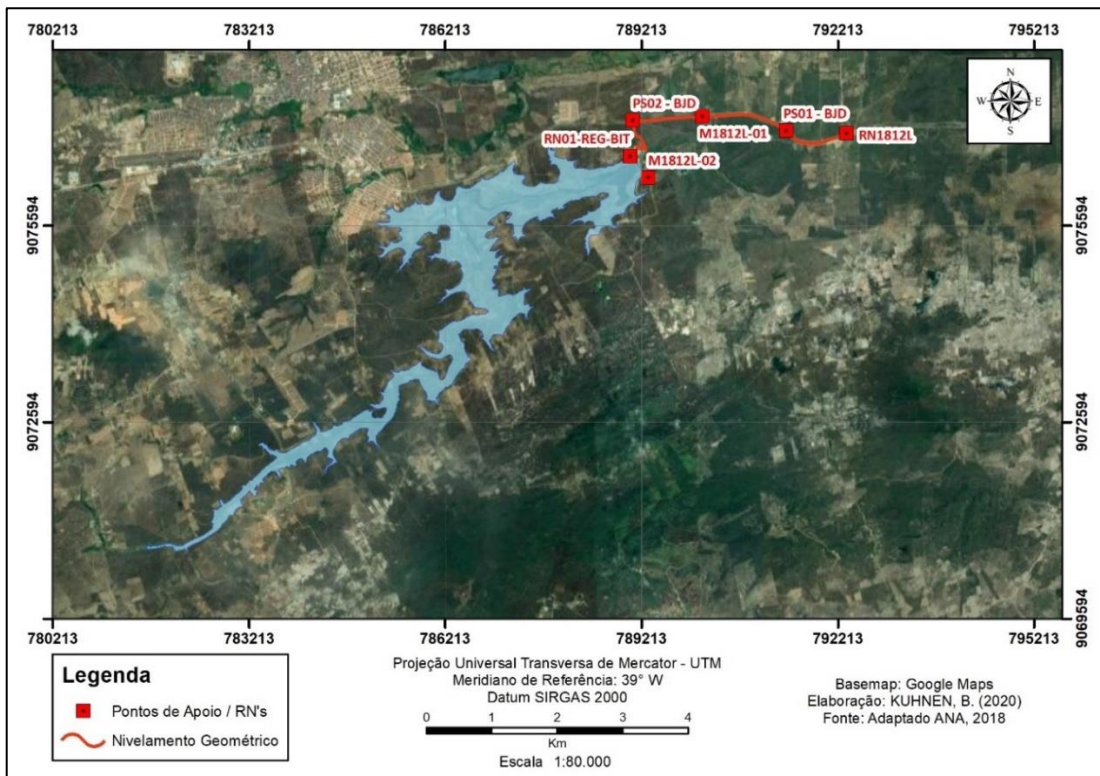 780213 783213 786213 789213 792213 795213
N
W E
S
PS02 - BJD
PS01 - BJD
M1812L-01
RN1812L
RN01-REG-BIT
M1812L-02
9075594 9075594
9072594 9072594
9069594
780213 783213 786213 789213 792213 795213
Legenda
Pontos de Apoio / RN's
Nivelamento Geométrico
Projeção Universal Transversa de Mercator - UTM
Meridiano de Referência: 39° W
Datum SIRGAS 2000
0 1 2 3 4
Km
Escala 1:80.000
Basemap: Google Maps
Elaboração: KUHNEN, B. (2020)
Fonte: Adaptado ANA, 2018